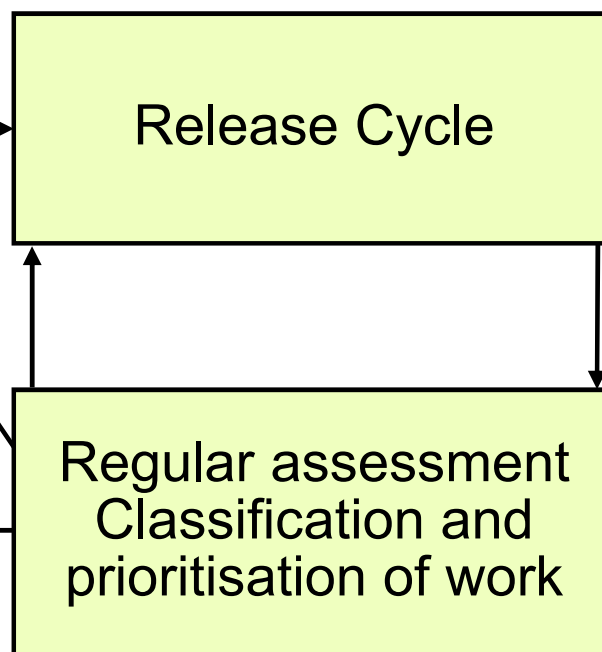 Release Cycle
Regular assessment
Classification and
prioritisation of work